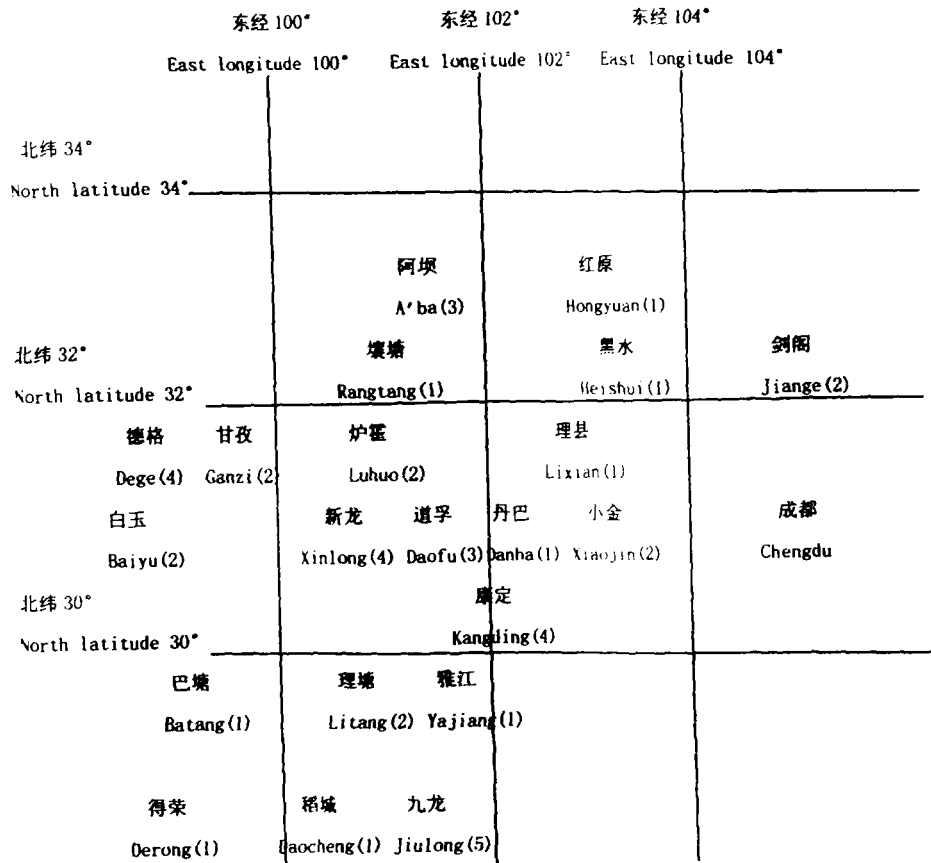 东经 100° 东经 102° 东经 104°
East longitude 100° East longitude 102° East longitude 104°
北纬 34°
North latitude 34°
阿坝 红原
A'ba(3) Hongyuan(1)
北纬 32° 壤塘 黑水 剑阁
North latitude 32° Rangtang(1) Heishui(1) Jiange(2)
德格 甘孜 炉霍 理县
Dege(4) Ganzi(2 Luhuo(2) Lixian(1)
白玉 新龙 道孚 丹巴 小金 成都
Baiyu(2) Xinlong(4) Daofu(3) Danba(1) Xiaojin(2) Chengdu
北纬 30° 康定
North latitude 30° Kangding(4)
巴塘 理塘 雅江
Batang(1) Litang(2) Yajiang(1)
得荣 稻城 九龙
Derong(1) Daocheng(1) Jiulong(5)